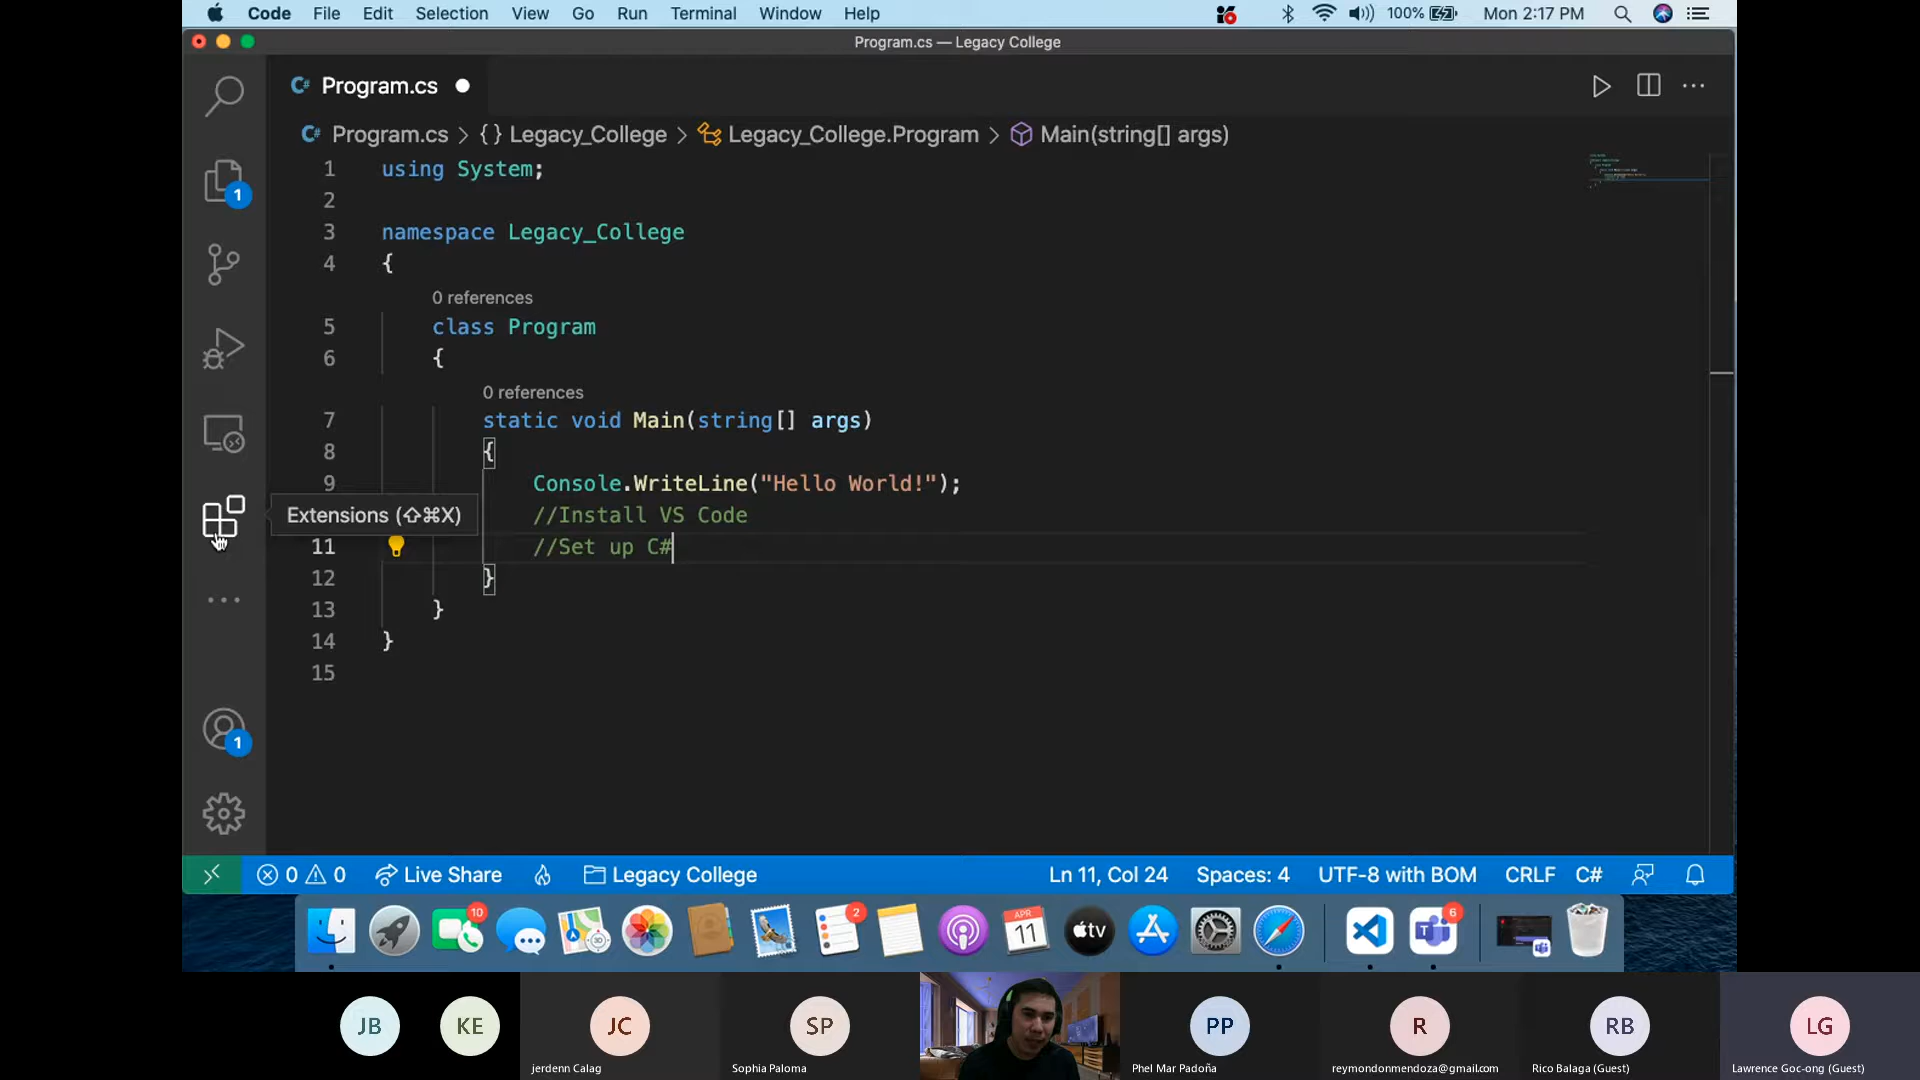 Code File Edit Selection View Go Run Terminal Window Help 100% Mon 2:17 PM
Program.cs — Legacy College
Program.cs
Program.cs > {} Legacy_College > Legacy_College.Program > Main(string[] args)
1 using System;
2
3 namespace Legacy_College
4 {
0 references
5 class Program
6 {
0 references
7 static void Main(string[] args)
8 {
9 Console.WriteLine("Hello World!");
Extensions (⇧⌘X) //Install VS Code
11 //Set up C#
12 }
13 }
14 }
15
1
1
0 0 Live Share Legacy College Ln 11, Col 24 Spaces: 4 UTF-8 with BOM CRLF C#
10 2 APR 11 tv 6
JB KE JC SP PP R RB LG
jerdenn Calag Sophia Paloma Phel Mar Padoña reymondonmendoza@gmail.com Rico Balaga (Guest) Lawrence Goc-ong (Guest)